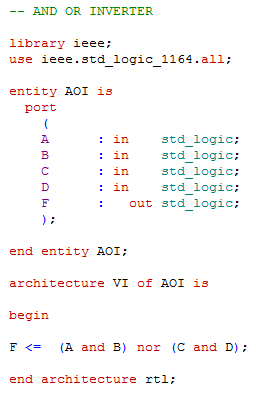 -- AND OR INVERTER
library ieee;
use ieee.std_logic_1164.all;
entity AOI is
port
(
A : in std_logic;
B : in std_logic;
C : in std_logic;
D : in std_logic;
F : out std_logic;
);
end entity AOI;
architecture VI of AOI is
begin
F <= (A and B) nor (C and D);
end architecture rtl;